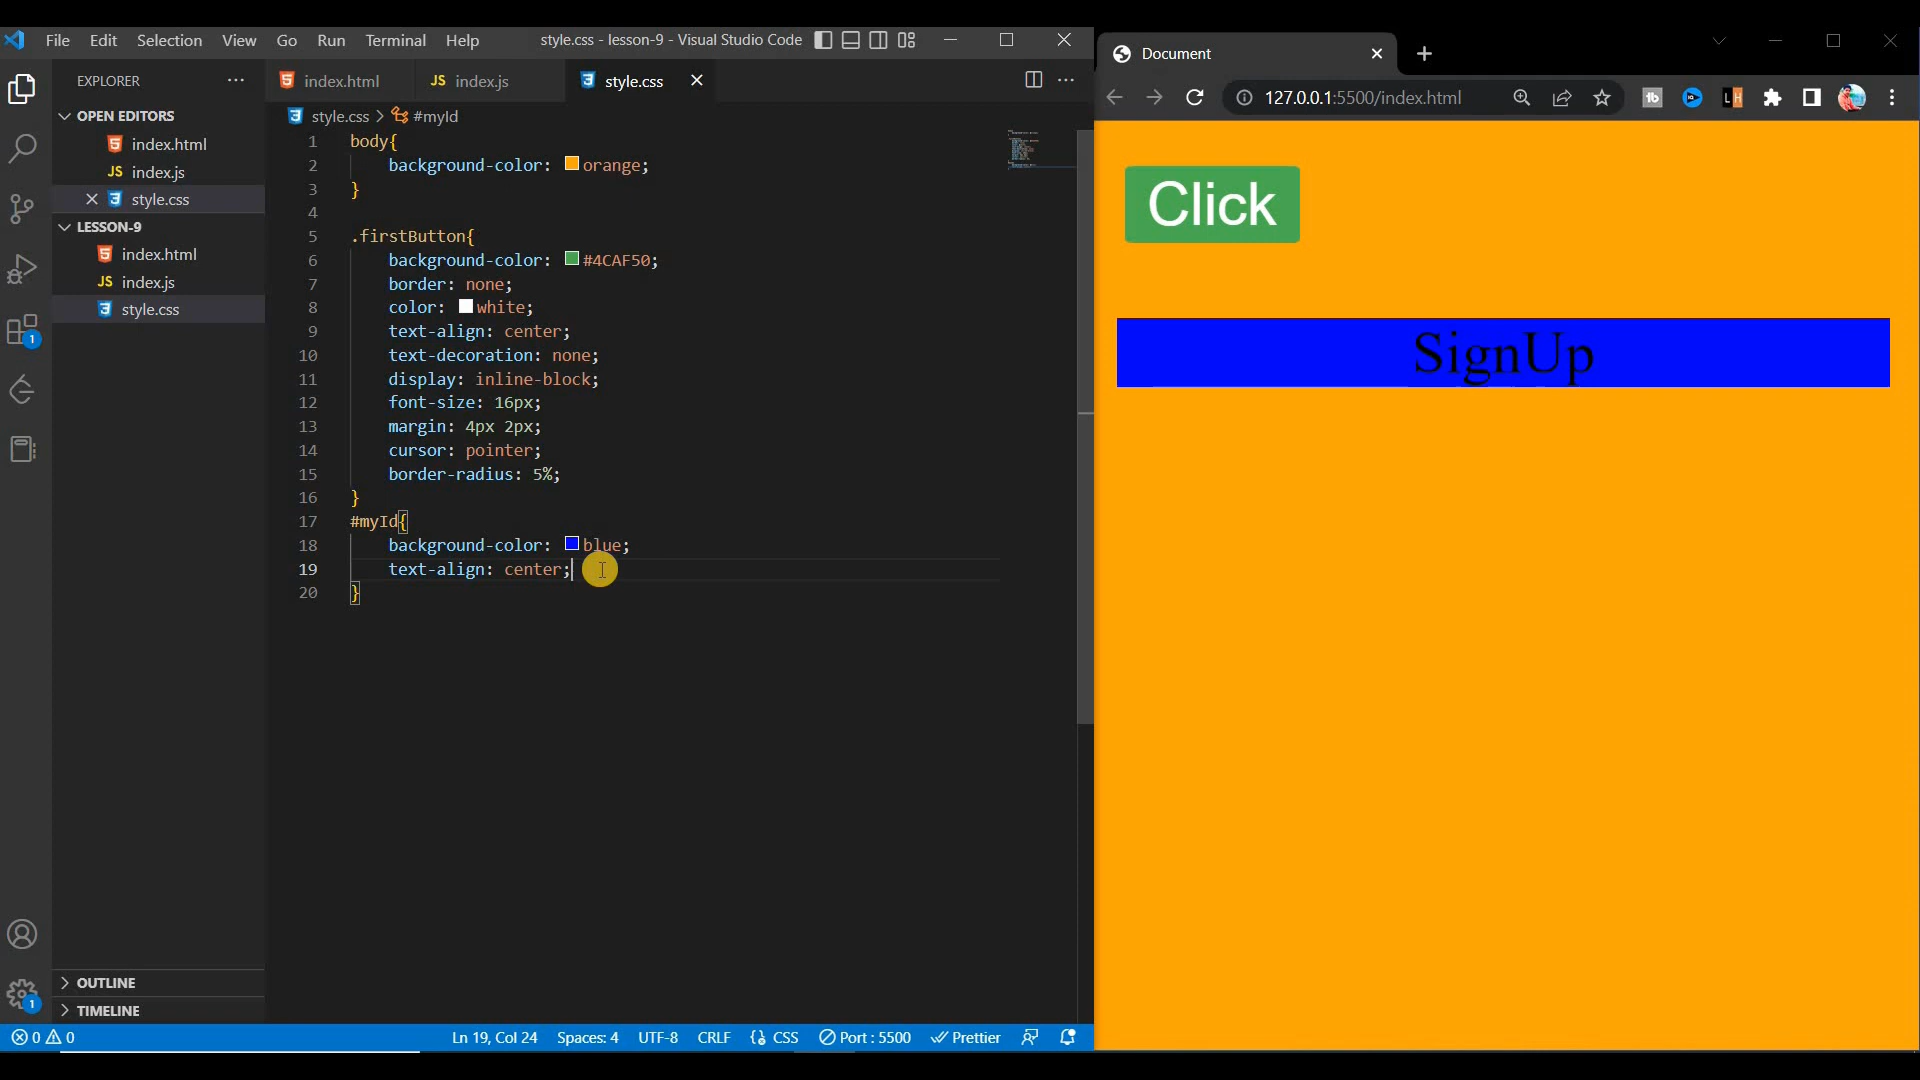 File Edit Selection View Go Run Terminal Help style.css - lesson-9 - Visual Studio Code
EXPLORER
OPEN EDITORS
index.html
JS index.js
style.css
LESSON-9
index.html
JS index.js
style.css
OUTLINE
TIMELINE
1
1
index.html JS index.js style.css
style.css > #myId
1 body{
2 background-color: orange;
3 }
4
5 .firstButton{
6 background-color: #4CAF50;
7 border: none;
8 color: white;
9 text-align: center;
10 text-decoration: none;
11 display: inline-block;
12 font-size: 16px;
13 margin: 4px 2px;
14 cursor: pointer;
15 border-radius: 5%;
16 }
17 #myId{
18 background-color: blue;
19 text-align: center;
20 }
0 0 Ln 19, Col 24 Spaces: 4 UTF-8 CRLF {} CSS Port : 5500 Prettier
Document
127.0.0.1:5500/index.html
Click
SignUp